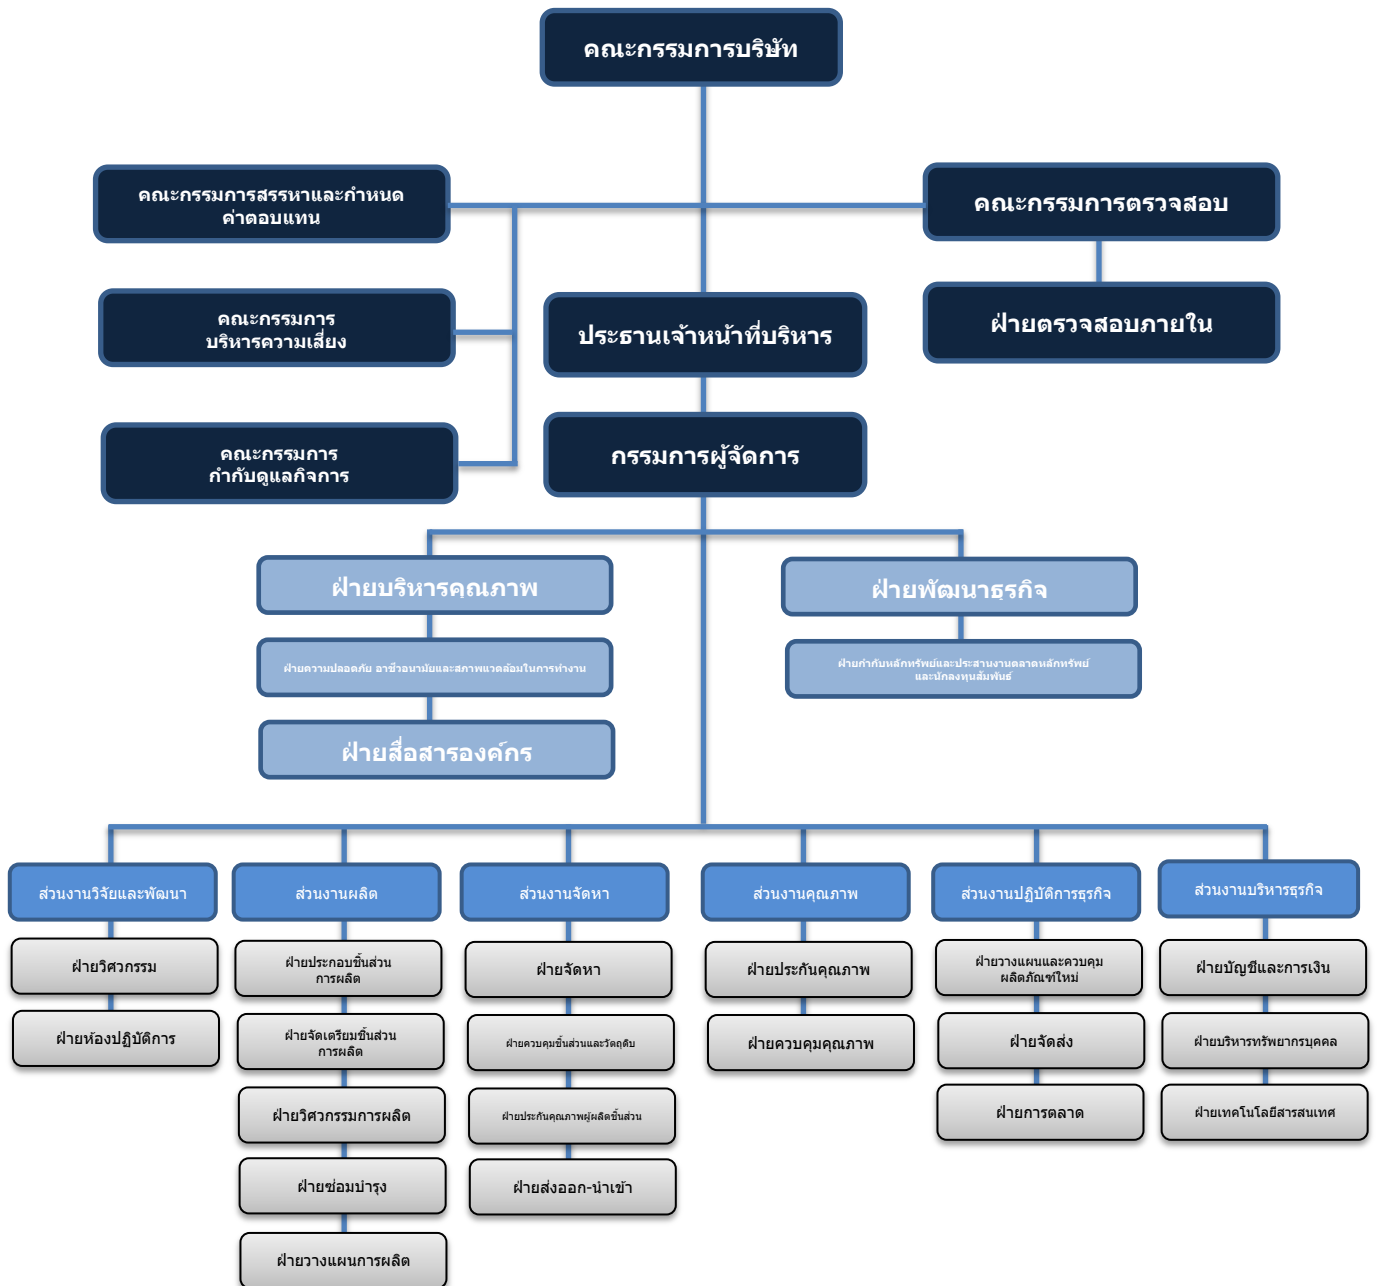 คณะกรรมการบริษัท
คณะกรรมการสรรหาและกำหนด
ค่าตอบแทน
คณะกรรมการตรวจสอบ
คณะกรรมการ
บริหารความเสี่ยง
ประธานเจ้าหน้าที่บริหาร
ฝ่ายตรวจสอบภายใน
คณะกรรมการ
กำกับดูแลกิจการ
กรรมการผู้จัดการ
ฝ่ายบริหารคุณภาพ
ฝ่ายพัฒนาธุรกิจ
ฝ่ายความปลอดภัย อาชีวอนามัยและสภาพแวดล้อมในการทำงาน
ฝ่ายกำกับหลักทรัพย์และประสานงานตลาดหลักทรัพย์
และนักลงทุนสัมพันธ์
ฝ่ายสื่อสารองค์กร
ส่วนงานวิจัยและพัฒนา
ส่วนงานผลิต
ส่วนงานจัดหา
ส่วนงานคุณภาพ
ส่วนงานปฏิบัติการธุรกิจ
ส่วนงานบริหารธุรกิจ
ฝ่ายวิศวกรรม
ฝ่ายประกอบชิ้นส่วน
การผลิต
ฝ่ายจัดหา
ฝ่ายประกันคุณภาพ
ฝ่ายวางแผนและควบคุม
ผลิตภัณฑ์ใหม่
ฝ่ายบัญชีและการเงิน
ฝ่ายห้องปฏิบัติการ
ฝ่ายจัดเตรียมชิ้นส่วน
การผลิต
ฝ่ายควบคุมชิ้นส่วนและวัตถุดิบ
ฝ่ายควบคุมคุณภาพ
ฝ่ายจัดส่ง
ฝ่ายบริหารทรัพยากรบุคคล
ฝ่ายวิศวกรรมการผลิต
ฝ่ายประกันคุณภาพผู้ผลิตชิ้นส่วน
ฝ่ายการตลาด
ฝ่ายเทคโนโลยีสารสนเทศ
ฝ่ายซ่อมบำรุง
ฝ่ายส่งออก-นำเข้า
ฝ่ายวางแผนการผลิต